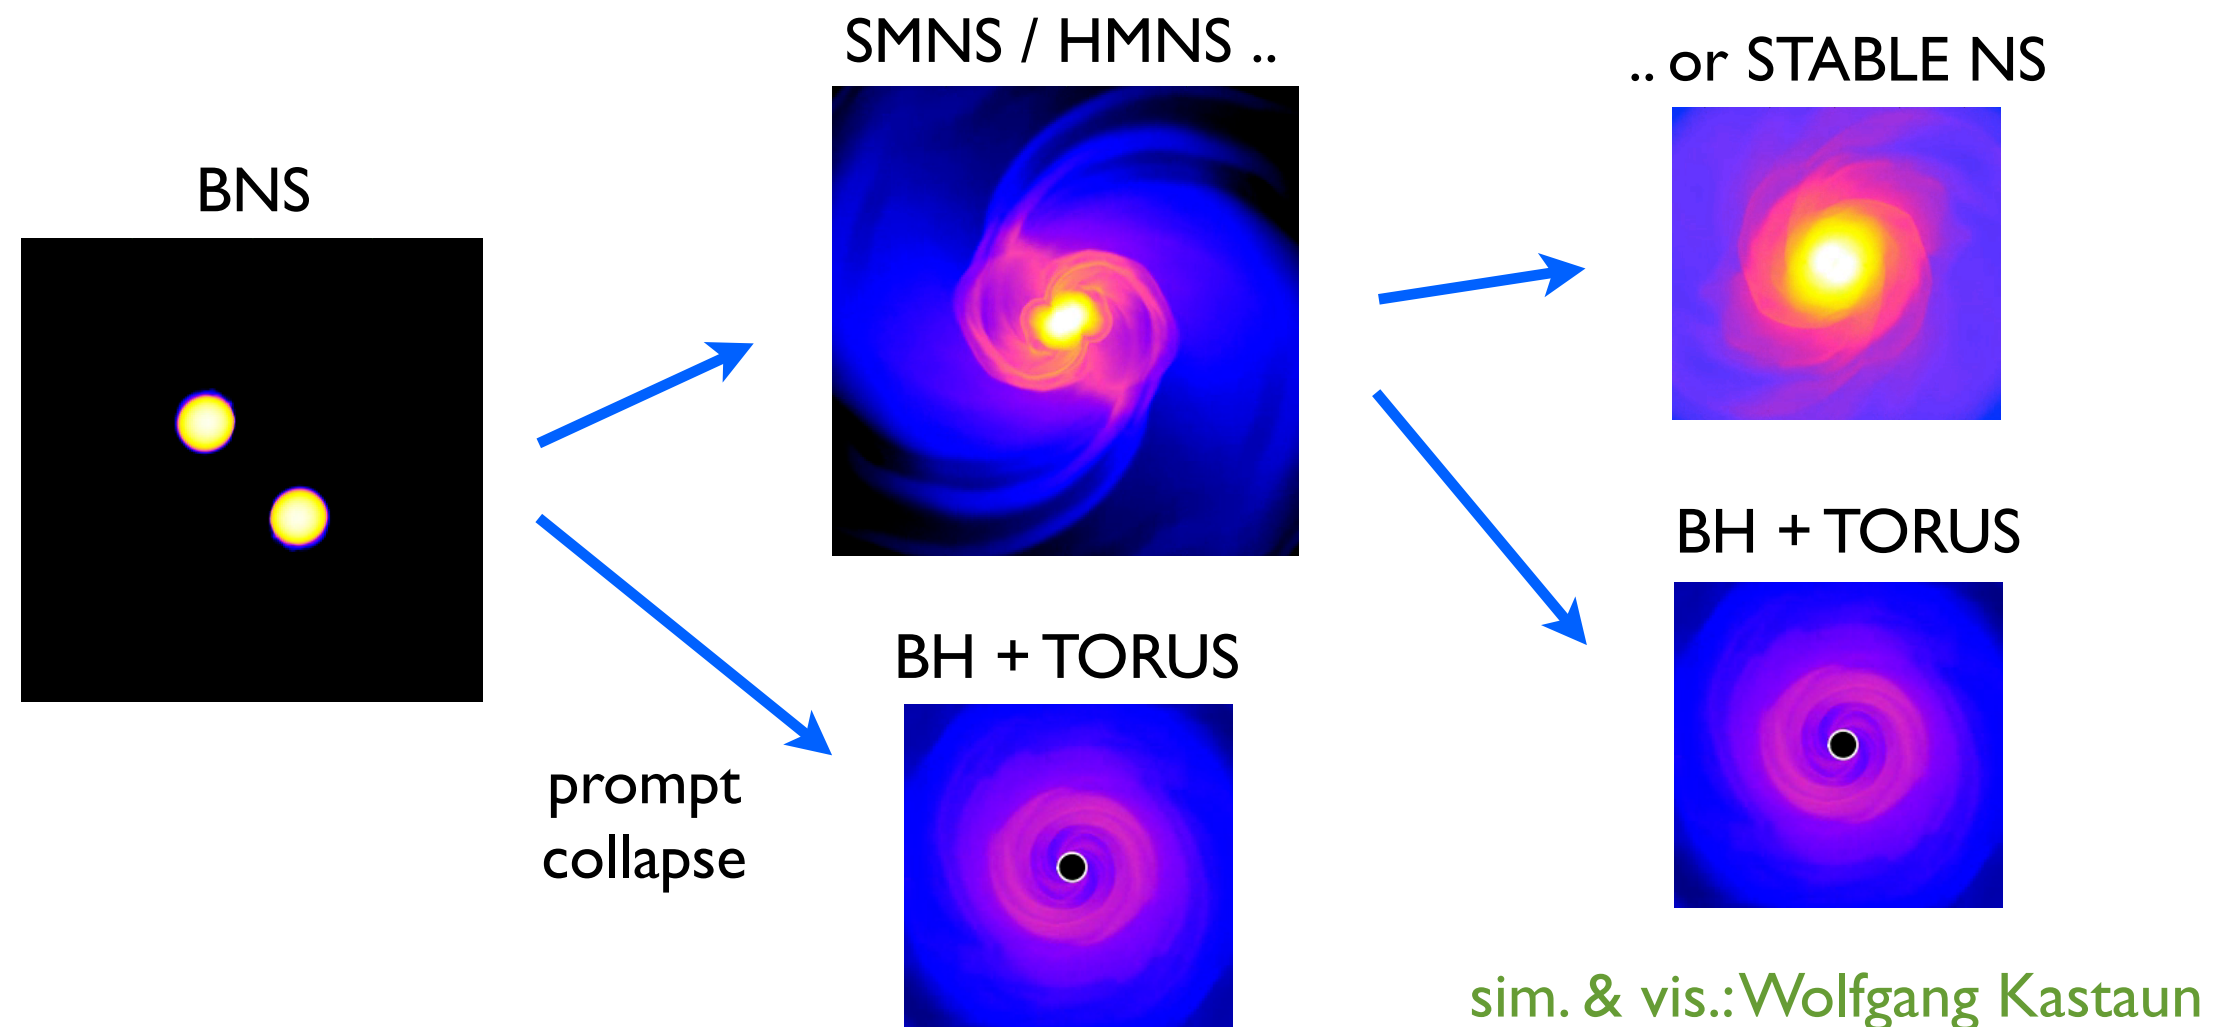 SMNS / HMNS ..
.. or STABLE NS
BNS
BH + TORUS
BH + TORUS
prompt
collapse
sim. & vis.: Wolfgang Kastaun